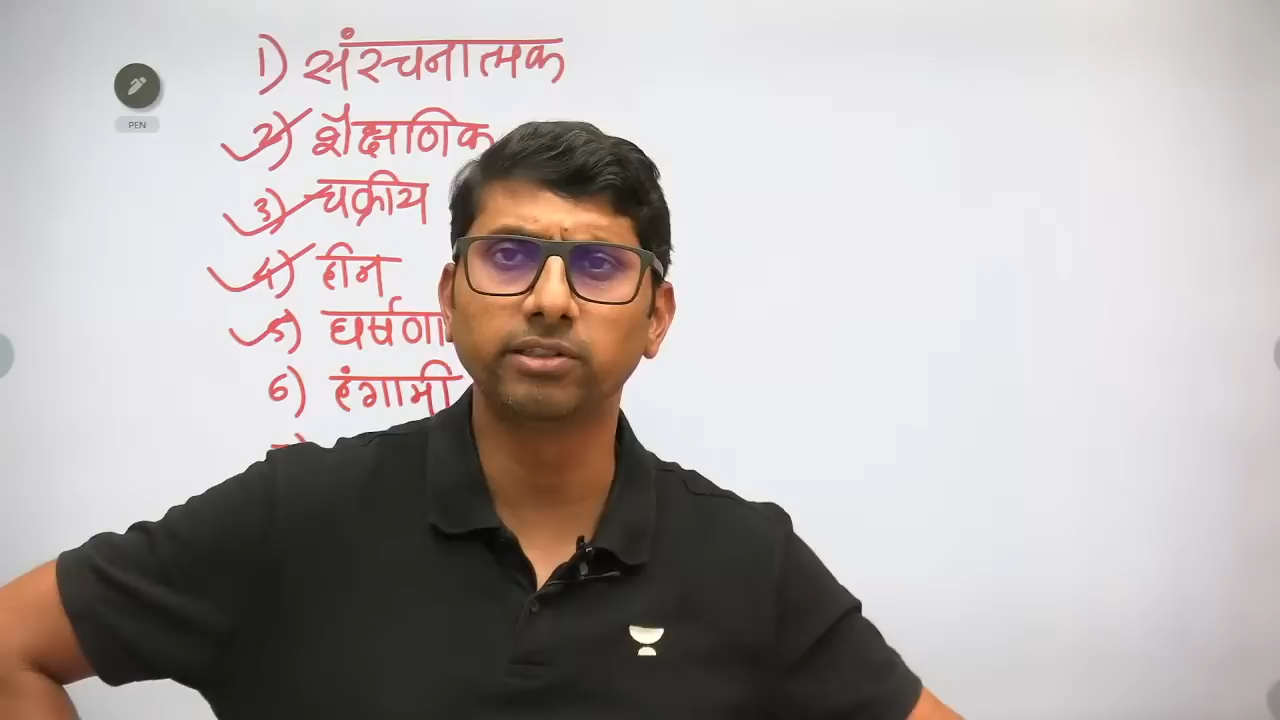 1) संरचनात्मक
PEN
2) शैक्षणिक
3) चक्रीय
4) हीन
5) घर्षणा
6) हंगामी